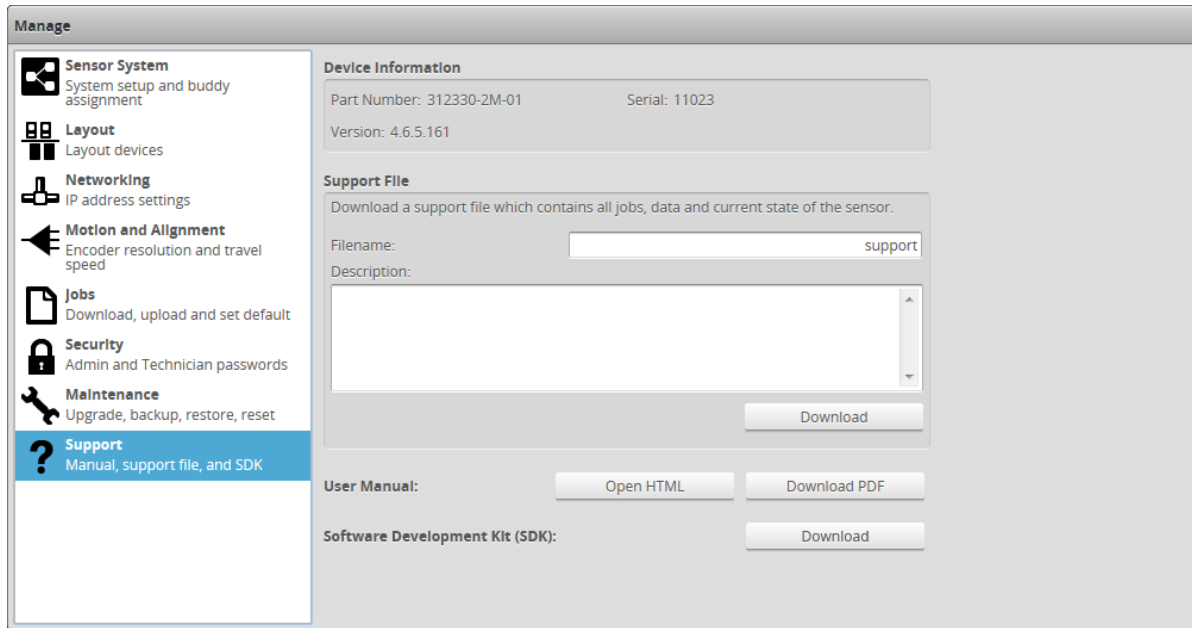 Manage
Sensor System
System setup and buddy
assignment
Layout
Layout devices
Networking
IP address settings
Motion and Alignment
Encoder resolution and travel
speed
Jobs
Download, upload and set default
Security
Admin and Technician passwords
Maintenance
Upgrade, backup, restore, reset
Support
Manual, support file, and SDK
Device Information
Part Number: 312330-2M-01 Serial: 11023
Version: 4.6.5.161
Support File
Download a support file which contains all jobs, data and current state of the sensor.
Filename: support
Description:
Download
User Manual: Open HTML Download PDF
Software Development Kit (SDK): Download